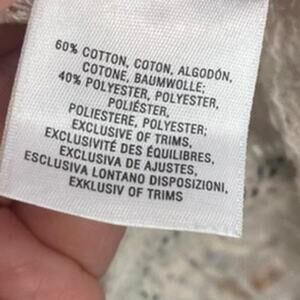 60% COTTON, COTON, ALGODÓN,
COTONE, BAUMWOLLE;
40% POLYESTER, POLYESTER,
POLIÉSTER,
POLIESTERE, POLYESTER;
EXCLUSIVE OF TRIMS,
EXCLUSIVITÉ DES ÉQUILIBRES,
EXCLUSIVA DE AJUSTES,
ESCLUSIVA LONTANO DISPOSIZIONI,
EXKLUSIV OF TRIMS